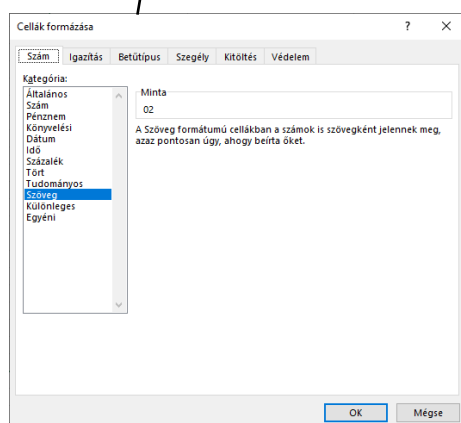 Cellák formázása ? ×
Szám Igazítás Betűtípus Szegély Kitöltés Védelem
Kategória:
Általános
Szám
Pénznem
Könyvelési
Dátum
Idő
Százalék
Tört
Tudományos
Szöveg
Különleges
Egyéni
Minta
02
A Szöveg formátumú cellákban a számok is szövegként jelennek meg,
azaz pontosan úgy, ahogy beírta őket.
OK Mégse